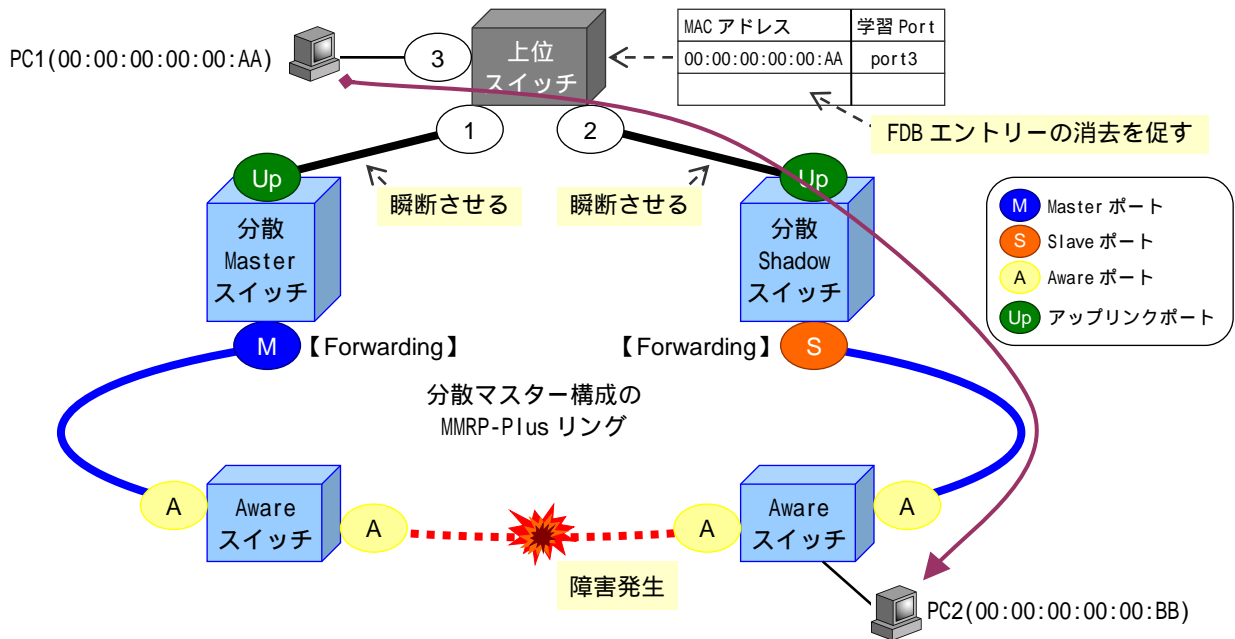 PC1(00:00:00:00:00:AA)
3
上位
スイッチ
MAC アドレス
学習 Port
00:00:00:00:00:AA
port3
FDB エントリーの消去を促す
1
2
Up
Up
瞬断させる
瞬断させる
分散
Master
スイッチ
分散
Shadow
スイッチ
M
Master ポート
S
Slave ポート
A
Aware ポート
Up
アップリンクポート
M
【Forwarding】
【Forwarding】
S
分散マスター構成の
MMRP-Plus リング
A
Aware
スイッチ
A
A
Aware
スイッチ
A
障害発生
PC2(00:00:00:00:00:BB)